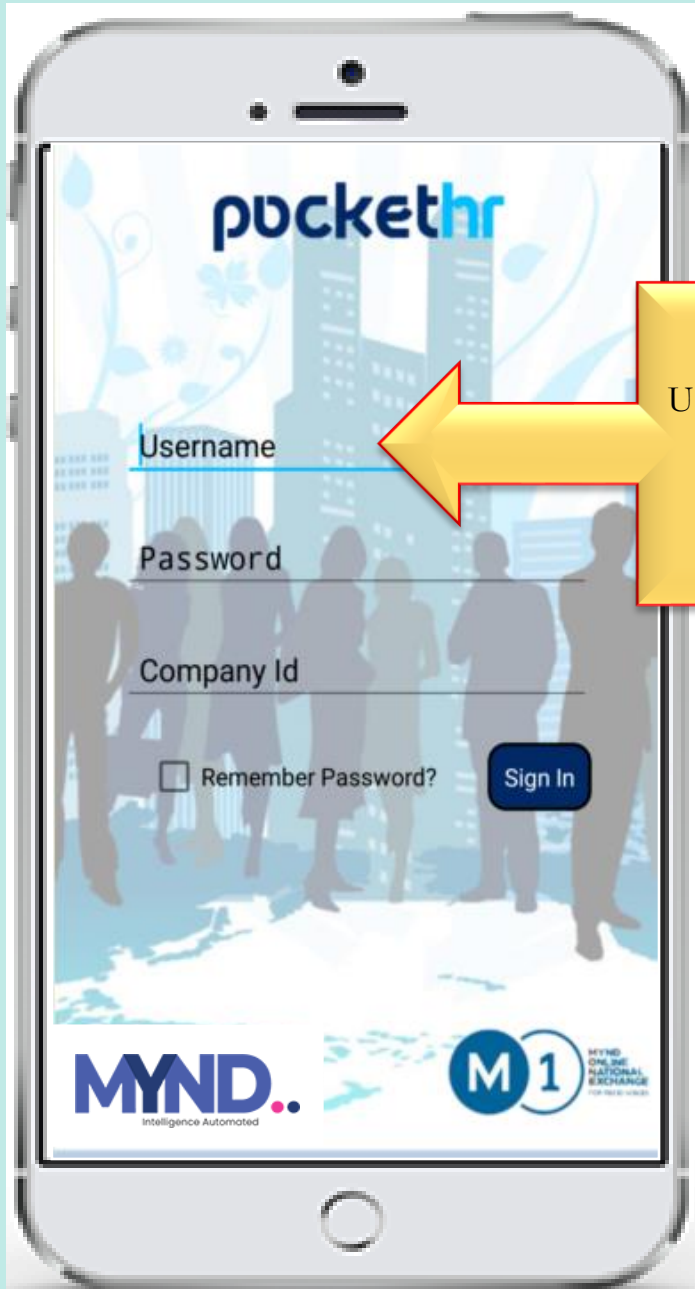 pockethr
U
Username
Password
Company Id
Remember Password?
Sign In
MYND..
Intelligence Automated
M 1
MYND
ONLINE
NATIONAL
EXCHANGE